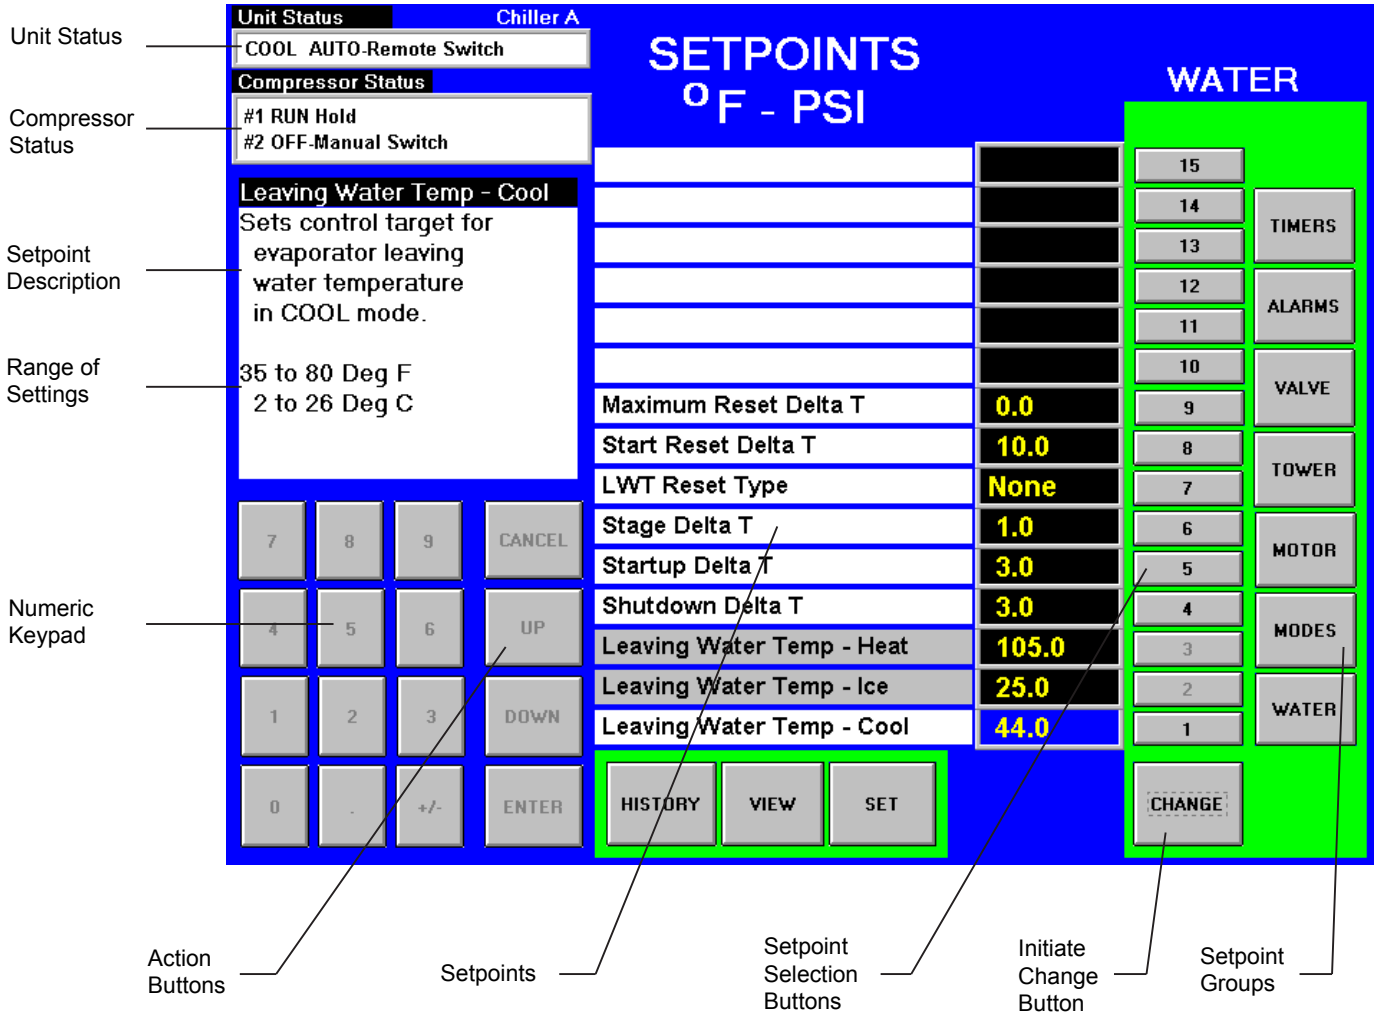 Unit Status
Chiller A
Unit Status
COOL AUTO-Remote Switch
SETPOINTS
°F - PSI
WATER
Compressor Status
Compressor
Status
#1 RUN Hold
#2 OFF-Manual Switch
Leaving Water Temp - Cool
Sets control target for
evaporator leaving
water temperature
in COOL mode.
Setpoint
Description
35 to 80 Deg F
2 to 26 Deg C
Range of
Settings
15
14
13
12
11
10
Maximum Reset Delta T 0.0 9
Start Reset Delta T 10.0 8
LWT Reset Type None 7
Stage Delta T 1.0 6
Startup Delta T 3.0 5
Shutdown Delta T 3.0 4
Leaving Water Temp - Heat 105.0 3
Leaving Water Temp - Ice 25.0 2
Leaving Water Temp - Cool 44.0 1
TIMERS
ALARMS
VALVE
TOWER
MOTOR
MODES
WATER
7 8 9 CANCEL
Numeric
Keypad
4 5 6 UP
1 2 3 DOWN
0 . +/- ENTER
HISTORY VIEW SET
CHANGE
Action
Buttons
Setpoints
Setpoint
Selection
Buttons
Initiate
Change
Button
Setpoint
Groups